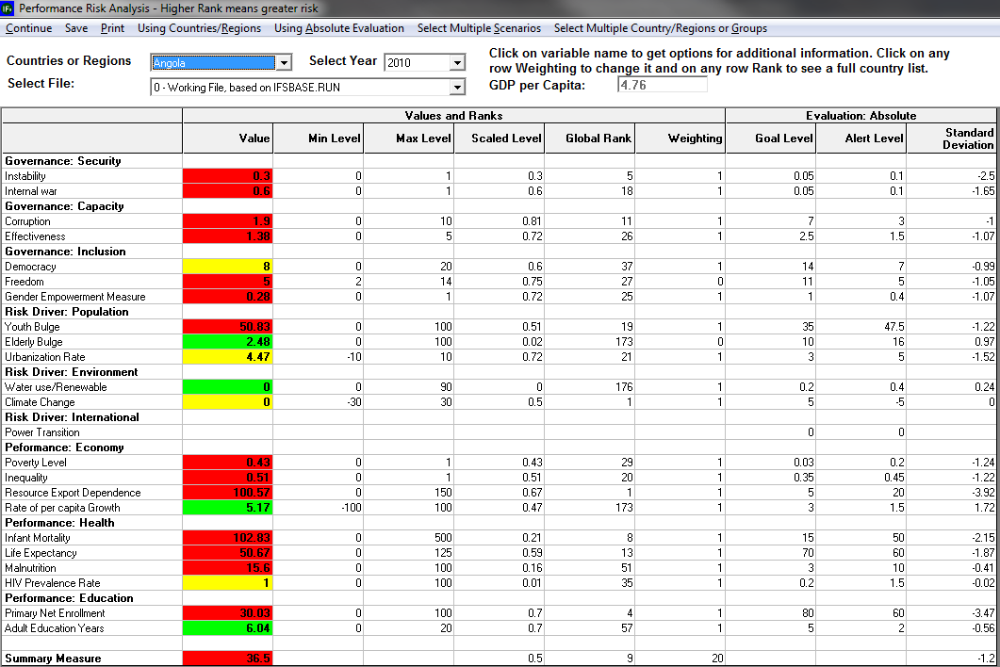 IFs Performance Risk Analysis - Higher Rank means greater risk
Continue Save Print Using Countries/Regions Using Absolute Evaluation Select Multiple Scenarios Select Multiple Country/Regions or Groups
Countries or Regions Angola Select Year 2010
Select File: 0 - Working File, based on IFSBASE.RUN
Click on variable name to get options for additional information. Click on any
row Weighting to change it and on any row Rank to see a full country list.
GDP per Capita: 4.76
Values and Ranks Evaluation: Absolute
Value Min Level Max Level Scaled Level Global Rank Weighting Goal Level Alert Level Standard Deviation
Governance: Security
Instability 0.3 0 1 0.3 5 1 0.05 0.1 -2.5
Internal war 0.6 0 1 0.6 18 1 0.05 0.1 -1.65
Governance: Capacity
Corruption 1.9 0 10 0.81 11 1 7 3 -1
Effectiveness 1.38 0 5 0.72 26 1 2.5 1.5 -1.07
Governance: Inclusion
Democracy 8 0 20 0.6 37 1 14 7 -0.99
Freedom 5 2 14 0.75 27 0 11 5 -1.05
Gender Empowerment Measure 0.28 0 1 0.72 25 1 1 0.4 -1.07
Risk Driver: Population
Youth Bulge 50.83 0 100 0.51 19 1 35 47.5 -1.22
Elderly Bulge 2.48 0 100 0.02 173 0 10 16 0.97
Urbanization Rate 4.47 -10 10 0.72 21 1 3 5 -1.52
Risk Driver: Environment
Water use/Renewable 0 0 90 0 176 1 0.2 0.4 0.24
Climate Change 0 -30 30 0.5 1 1 5 -5 0
Risk Driver: International
Power Transition 0 0
Peformance: Economy
Poverty Level 0.43 0 1 0.43 29 1 0.03 0.2 -1.24
Inequality 0.51 0 1 0.51 20 1 0.35 0.45 -1.22
Resource Export Dependence 100.57 0 150 0.67 1 1 5 20 -3.92
Rate of per capita Growth 5.17 -100 100 0.47 173 1 3 1.5 1.72
Performance: Health
Infant Mortality 102.83 0 500 0.21 8 1 15 50 -2.15
Life Expectancy 50.67 0 125 0.59 13 1 70 60 -1.87
Malnutrition 15.6 0 100 0.16 51 1 3 10 -0.41
HIV Prevalence Rate 1 0 100 0.01 35 1 0.2 1.5 -0.02
Performance: Education
Primary Net Enrollment 30.03 0 100 0.7 4 1 80 60 -3.47
Adult Education Years 6.04 0 20 0.7 57 1 5 2 -0.56
Summary Measure 36.5 0.5 9 20 -1.2